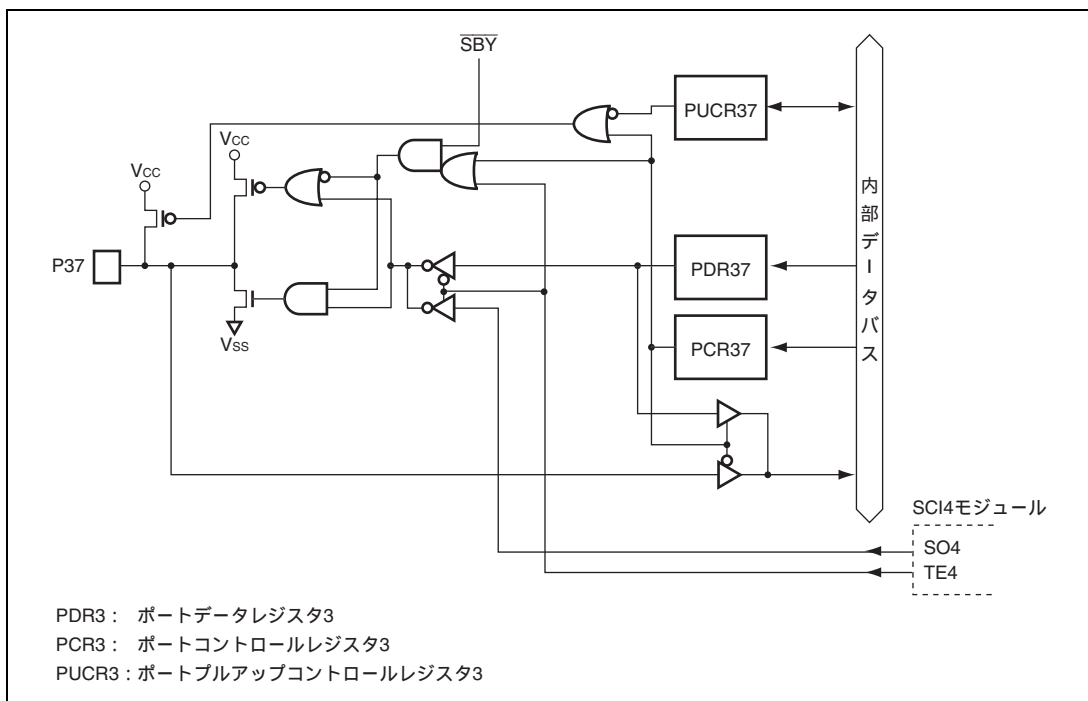 SBY
PUCR37
VCC
VCC
P37
PDR37
PCR37
VSS
内部データバス
SCI4モジュール
SO4
TE4
PDR3： ポートデータレジスタ3
PCR3： ポートコントロールレジスタ3
PUCR3：ポートプルアップコントロールレジスタ3